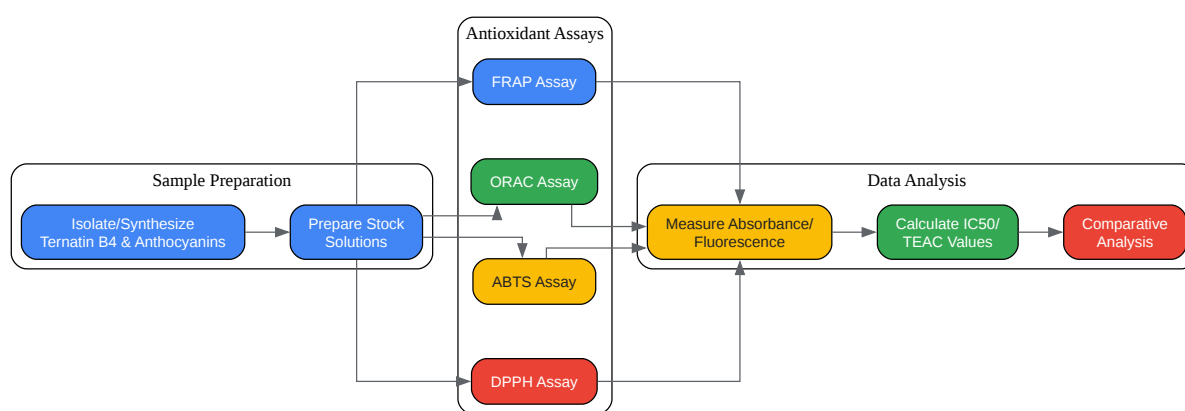 Antioxidant Assays
FRAP Assay
ORAC Assay
ABTS Assay
DPPH Assay
Sample Preparation
Isolate/Synthesize
Ternatin B4 & Anthocyanins
Prepare Stock
Solutions
Data Analysis
Measure Absorbance/
Fluorescence
Calculate IC50/
TEAC Values
Comparative
Analysis